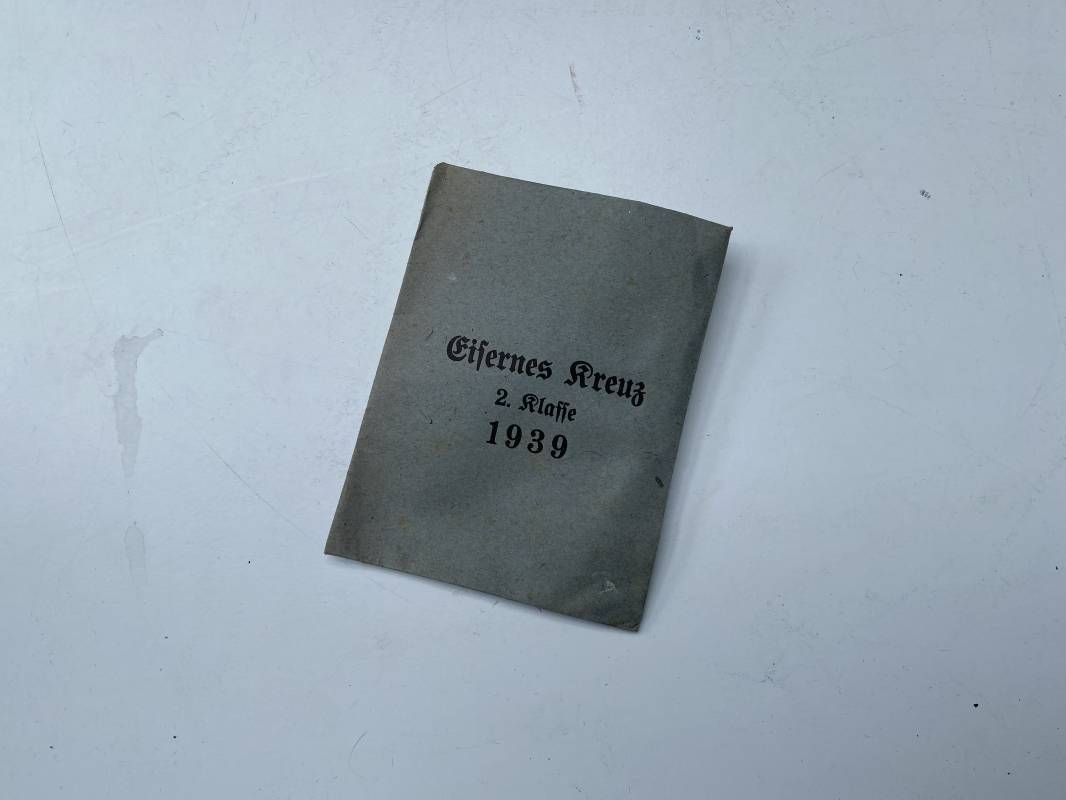 Eiſernes Kreuz
2. Klaſſe
1939